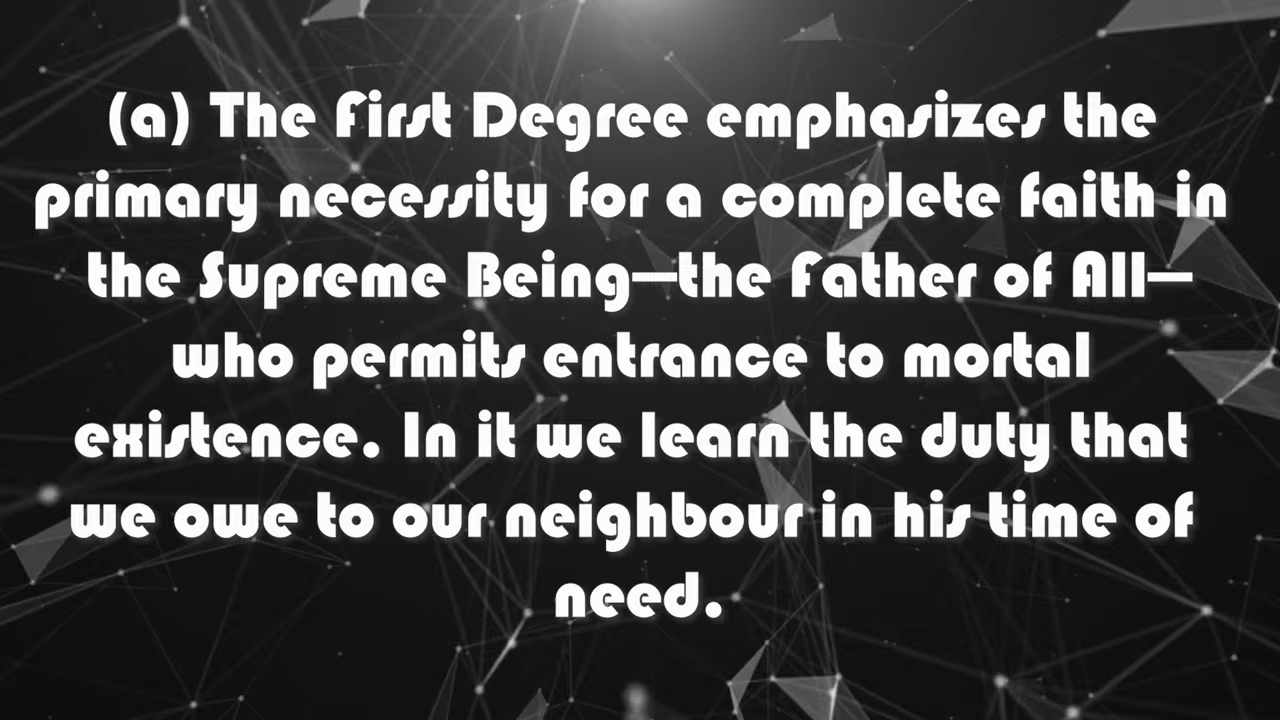 (a) The First Degree emphasizes the
primary necessity for a complete faith in
the Supreme Being—the Father of All—
who permits entrance to mortal
existence. In it we learn the duty that
we owe to our neighbour in his time of
need.